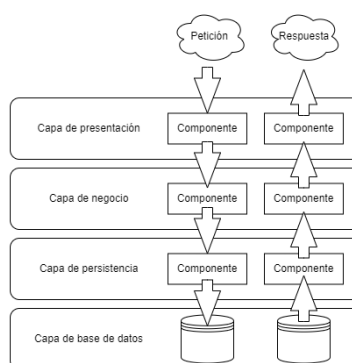 Petición Respuesta
Capa de presentación Componente Componente
Capa de negocio Componente Componente
Capa de persistencia Componente Componente
Capa de base de datos